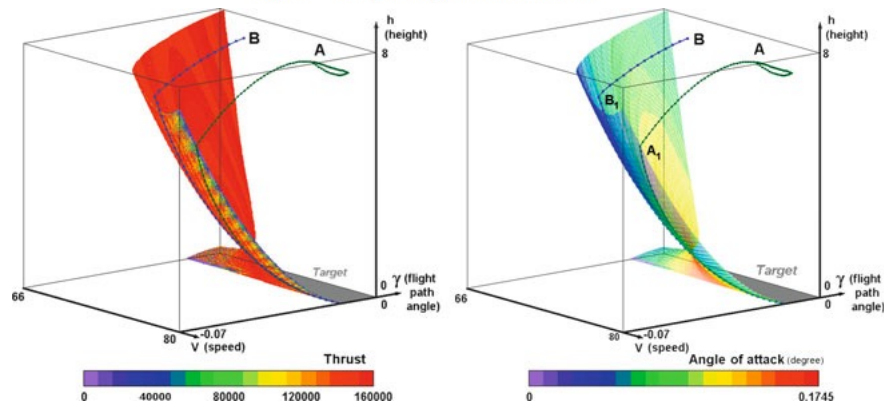 h
(height)
8
B
A
Target
0
γ (flight
path
angle)
0
66
80
-0.07
V (speed)
Thrust
0 40000 80000 120000 160000
h
(height)
8
B
A
B1
A1
Target
0
γ (flight
path
angle)
0
66
80
-0.07
V (speed)
Angle of attack (degree)
0 0.1745